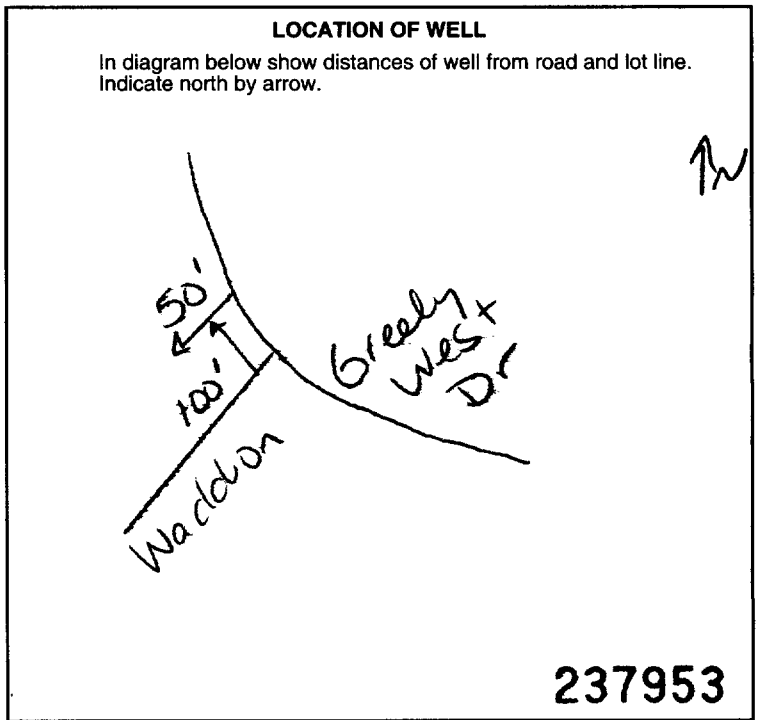 LOCATION OF WELL
In diagram below show distances of well from road and lot line.
Indicate north by arrow.
N
50'
100'
Greely
West
Dr
Waddon
237953